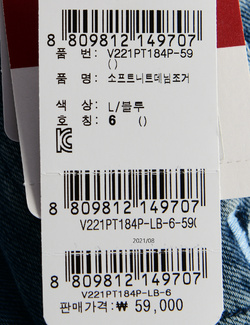 8 809812 149707
품 번: V221PT184P-59
( )
품 명: 소프트니트데님조거
색 상: L/블루
호 칭: 6 ( )
8 809812 149707
V221PT184P-LB-6-59(
2021/08
8 809812 149707
V221PT184P-LB-6
판매가격:₩ 59,000